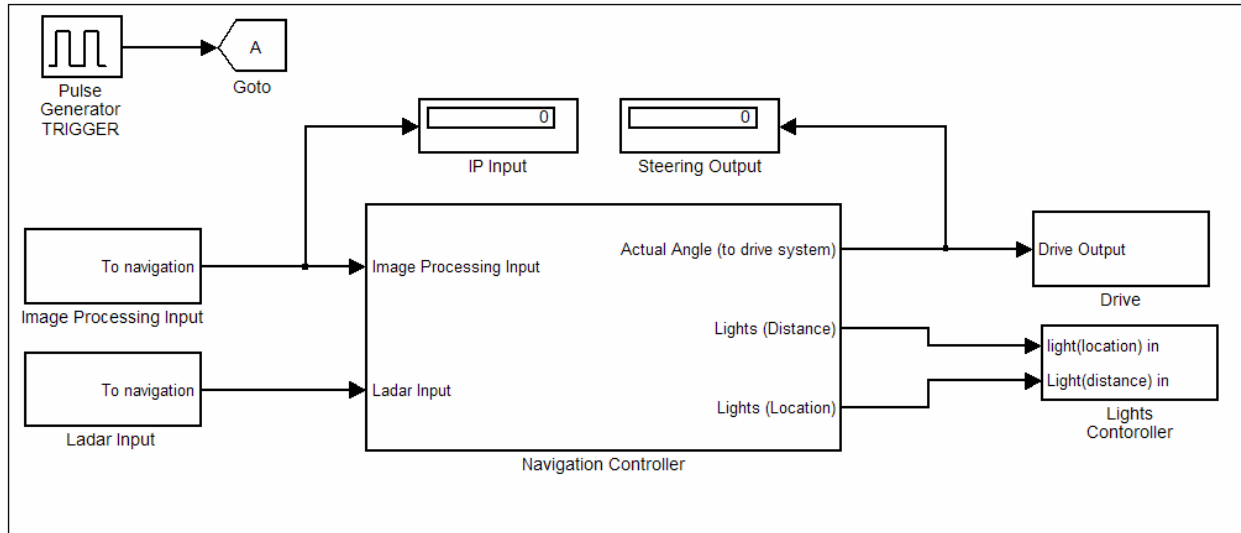 A
Pulse
Generator
TRIGGER
Goto
0
IP Input
0
Steering Output
To navigation
Image Processing Input
To navigation
Ladar Input
Image Processing Input
Ladar Input
Actual Angle (to drive system)
Lights (Distance)
Lights (Location)
Navigation Controller
Drive Output
Drive
light(location) in
Light(distance) in
Lights
Contoroller